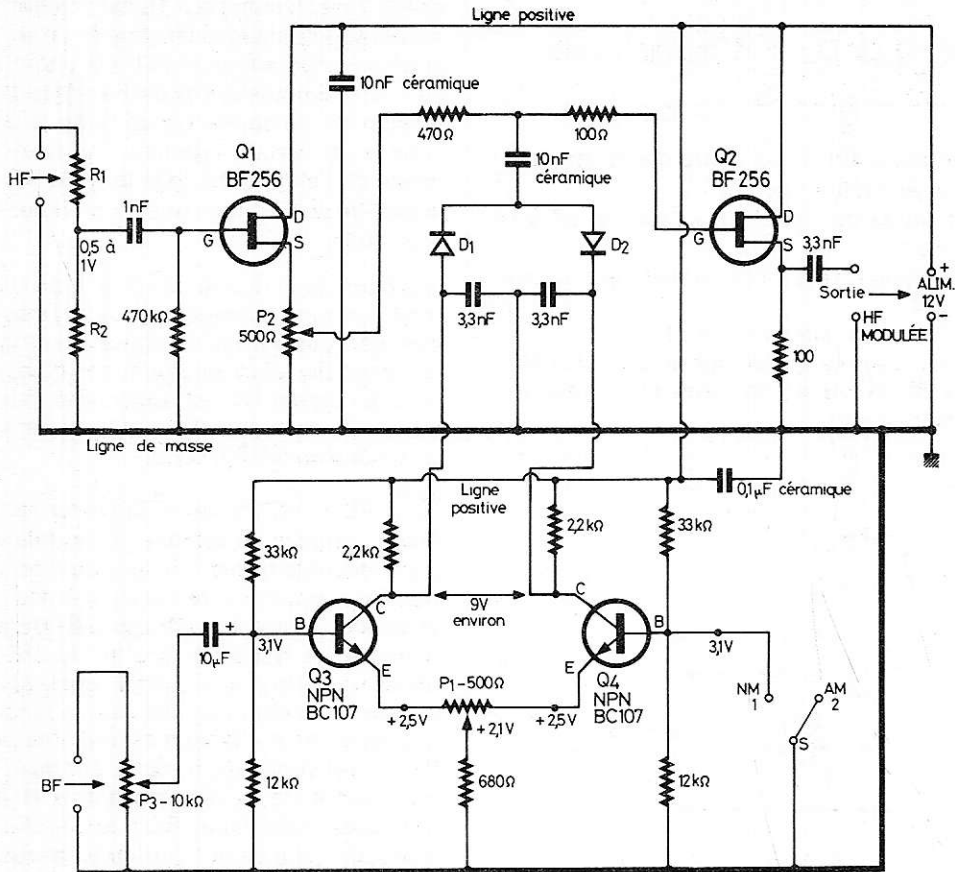 Ligne positive
10nF céramique
470Ω
100Ω
10nF
céramique
Q1
BF256
Q2
BF256
HF
R1
1nF
0,5 à
1V
R2
470kΩ
G
D
S
P2
500Ω
D1
D2
3,3nF
3,3nF
G
D
S
3,3nF
Sortie
HF
MODULÉE
+
ALIM.
12V
−
100
Ligne de masse
Ligne
positive
0,1µF céramique
33kΩ
2,2kΩ
2,2kΩ
33kΩ
9V
environ
C
C
10µF
+
3,1V
B
B
3,1V
E
E
Q3
NPN
BC107
P1-500Ω
Q4
NPN
BC107
+2,5V
+2,1V
+2,5V
NM
1
AM
2
S
BF
P3-10kΩ
12kΩ
680Ω
12kΩ